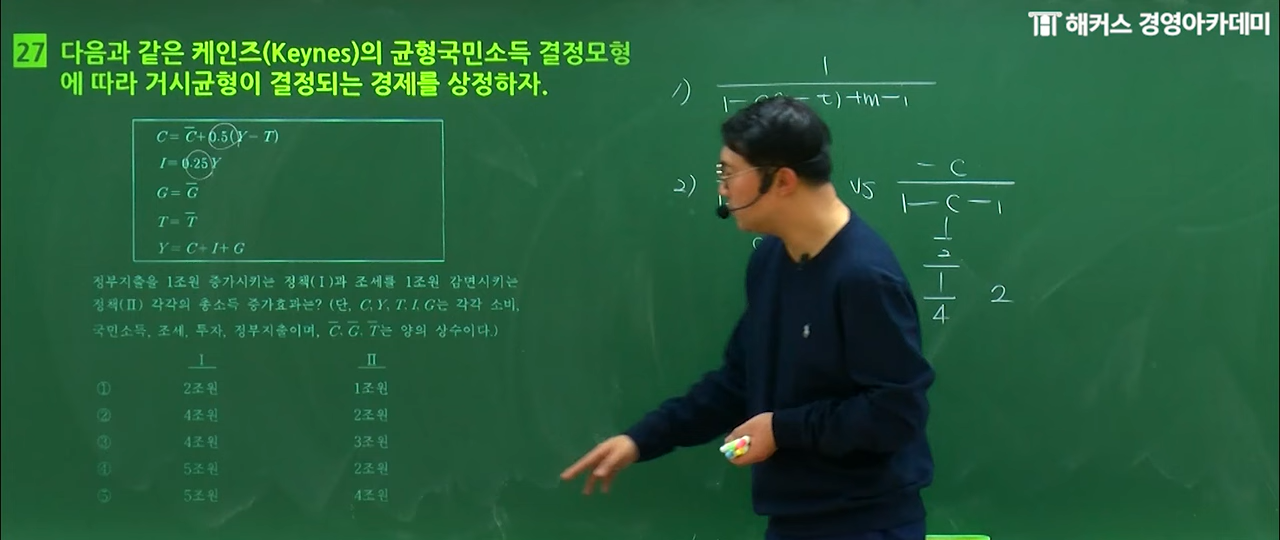 해커스 경영아카데미
27 다음과 같은 케인즈(Keynes)의 균형국민소득 결정모형
에 따라 거시균형이 결정되는 경제를 상정하자.
C= C̅+0.5(Y-T)
I=0.25Y
G= G̅
T= T̅
Y= C+I+G
정부지출을 1조원 증가시키는 정책(Ⅰ)과 조세를 1조원 감면시키는
정책(Ⅱ) 각각의 총소득 증가효과는? (단, C, Y, T, I, G는 각각 소비,
국민소득, 조세, 투자, 정부지출이며, C̅, G̅, T̅는 양의 상수이다.)
Ⅰ Ⅱ
① 2조원 1조원
② 4조원 2조원
③ 4조원 3조원
④ 5조원 2조원
⑤ 5조원 4조원
1)
1
t)+m-i
2)
VS
-C
1-C-i
1
2
1
4
2